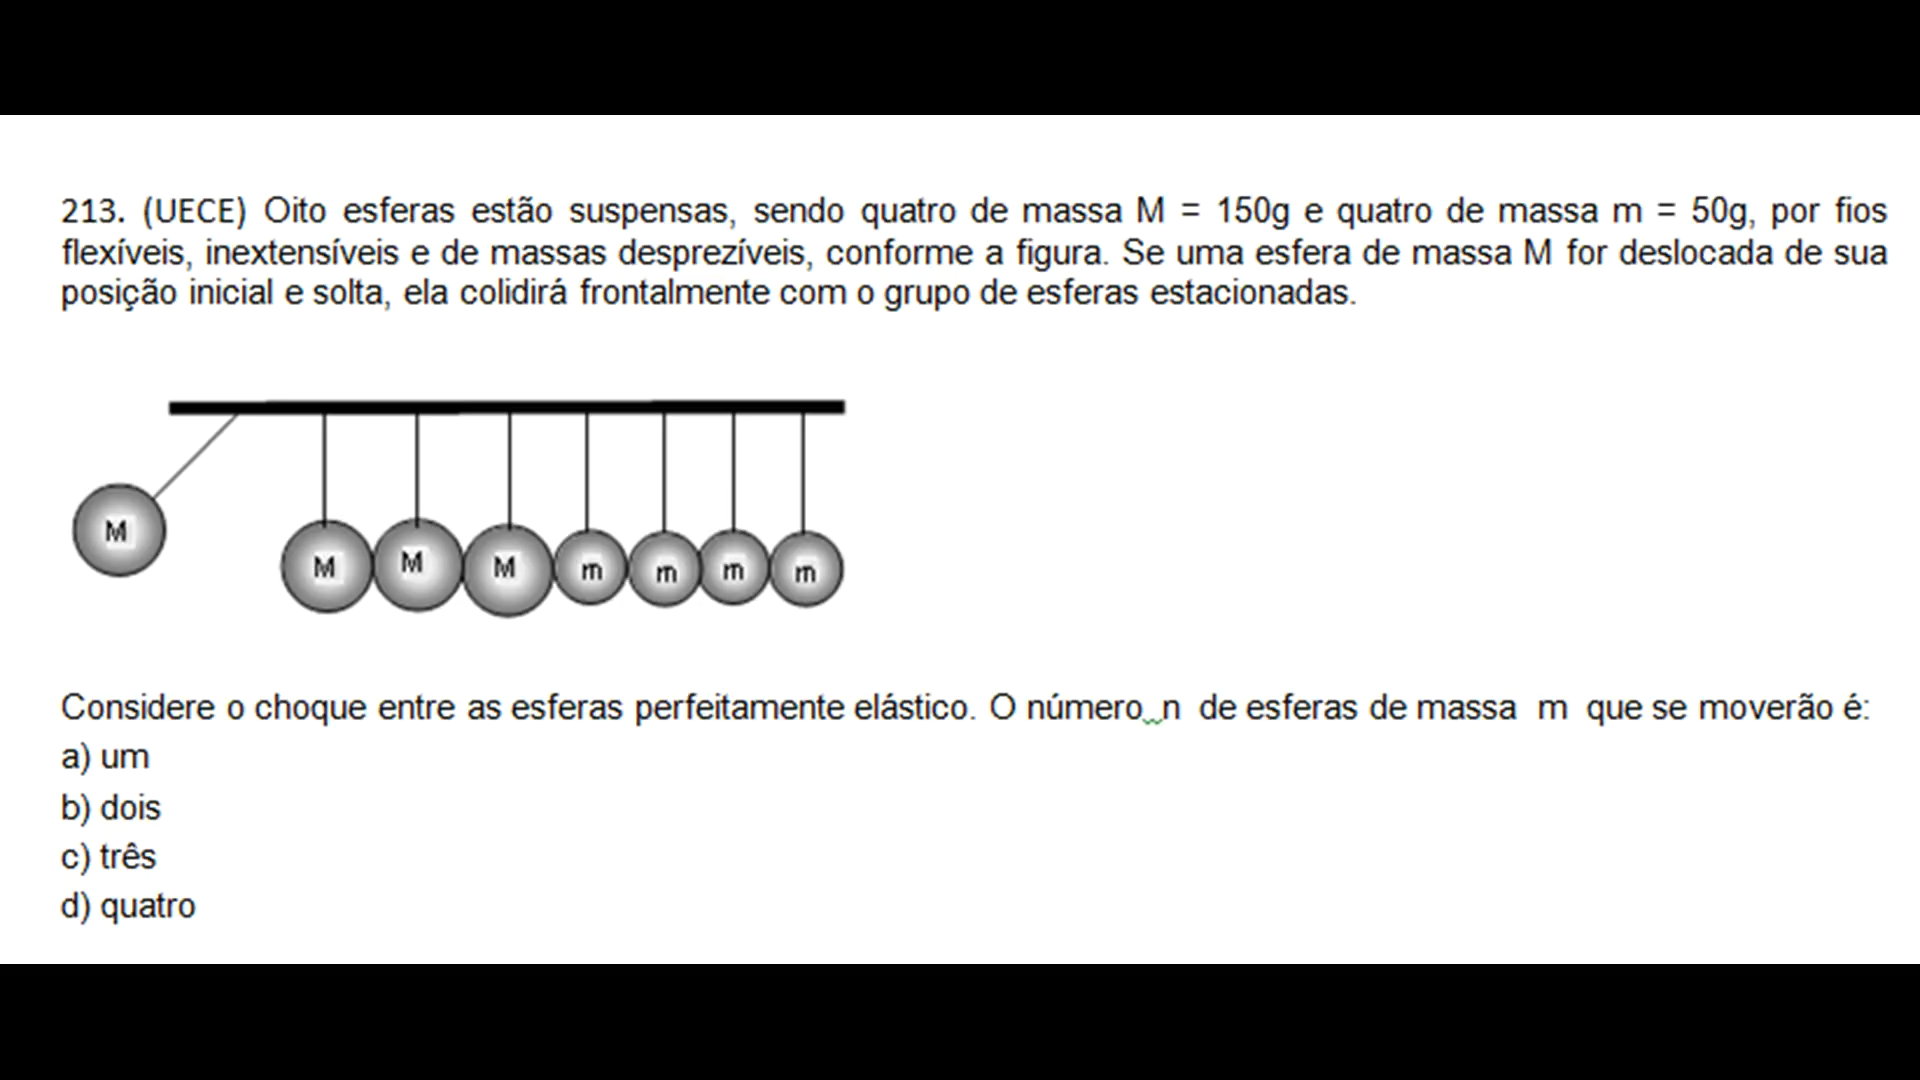 213. (UECE) Oito esferas estão suspensas, sendo quatro de massa M = 150g e quatro de massa m = 50g, por fios
flexíveis, inextensíveis e de massas desprezíveis, conforme a figura. Se uma esfera de massa M for deslocada de sua
posição inicial e solta, ela colidirá frontalmente com o grupo de esferas estacionadas.
M
M M M m m m m
Considere o choque entre as esferas perfeitamente elástico. O número n de esferas de massa m que se moverão é:
a) um
b) dois
c) três
d) quatro